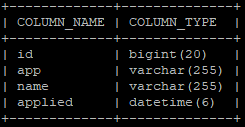 +-------------+--------------+
| COLUMN_NAME | COLUMN_TYPE  |
+-------------+--------------+
| id          | bigint(20)   |
| app         | varchar(255) |
| name        | varchar(255) |
| applied     | datetime(6)  |
+-------------+--------------+